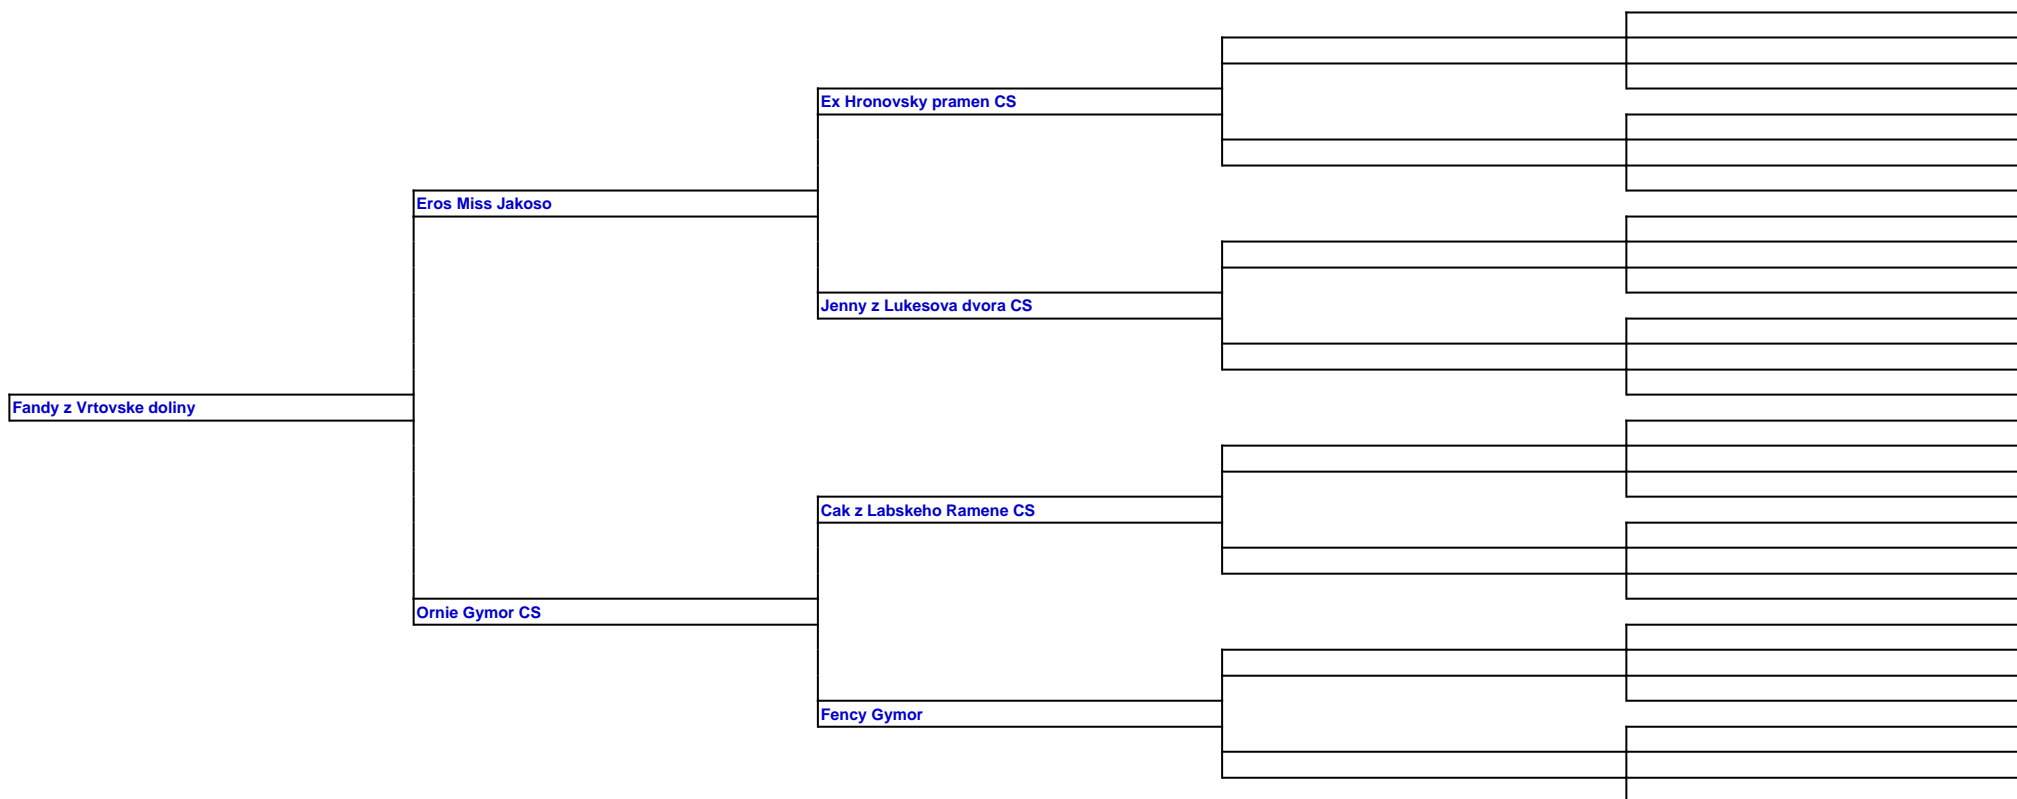 Ex Hronovsky pramen CS
Eros Miss Jakoso
Jenny z Lukesova dvora CS
Fandy z Vrtovske doliny
Cak z Labskeho Ramene CS
Ornie Gymor CS
Fency Gymor